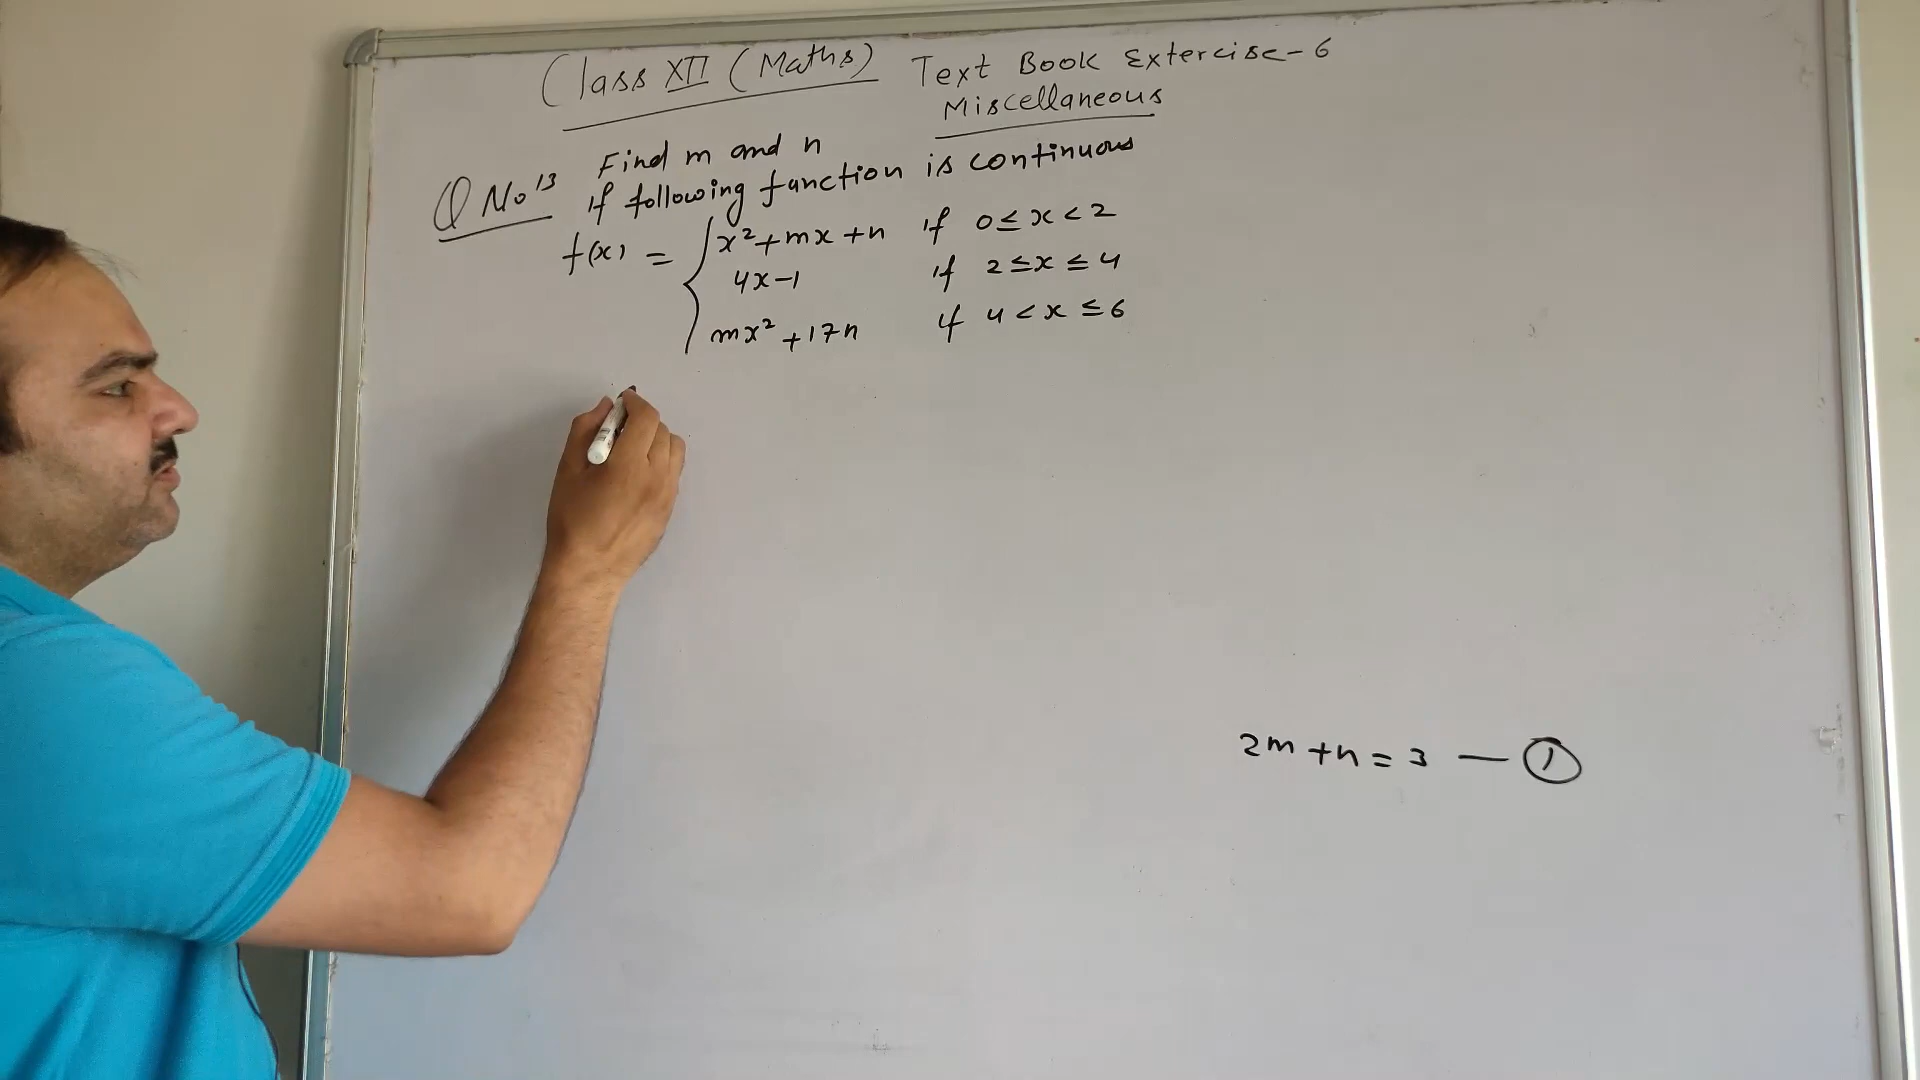 Class XII (Maths) Text Book Extercise-6
Miscellaneous
Q No 13 Find m and n
if following function is continuous
f(x) = { x²+mx+n if 0≤x<2
4x-1 if 2≤x≤4
mx²+17n if 4<x≤6
2m+n=3 — ①